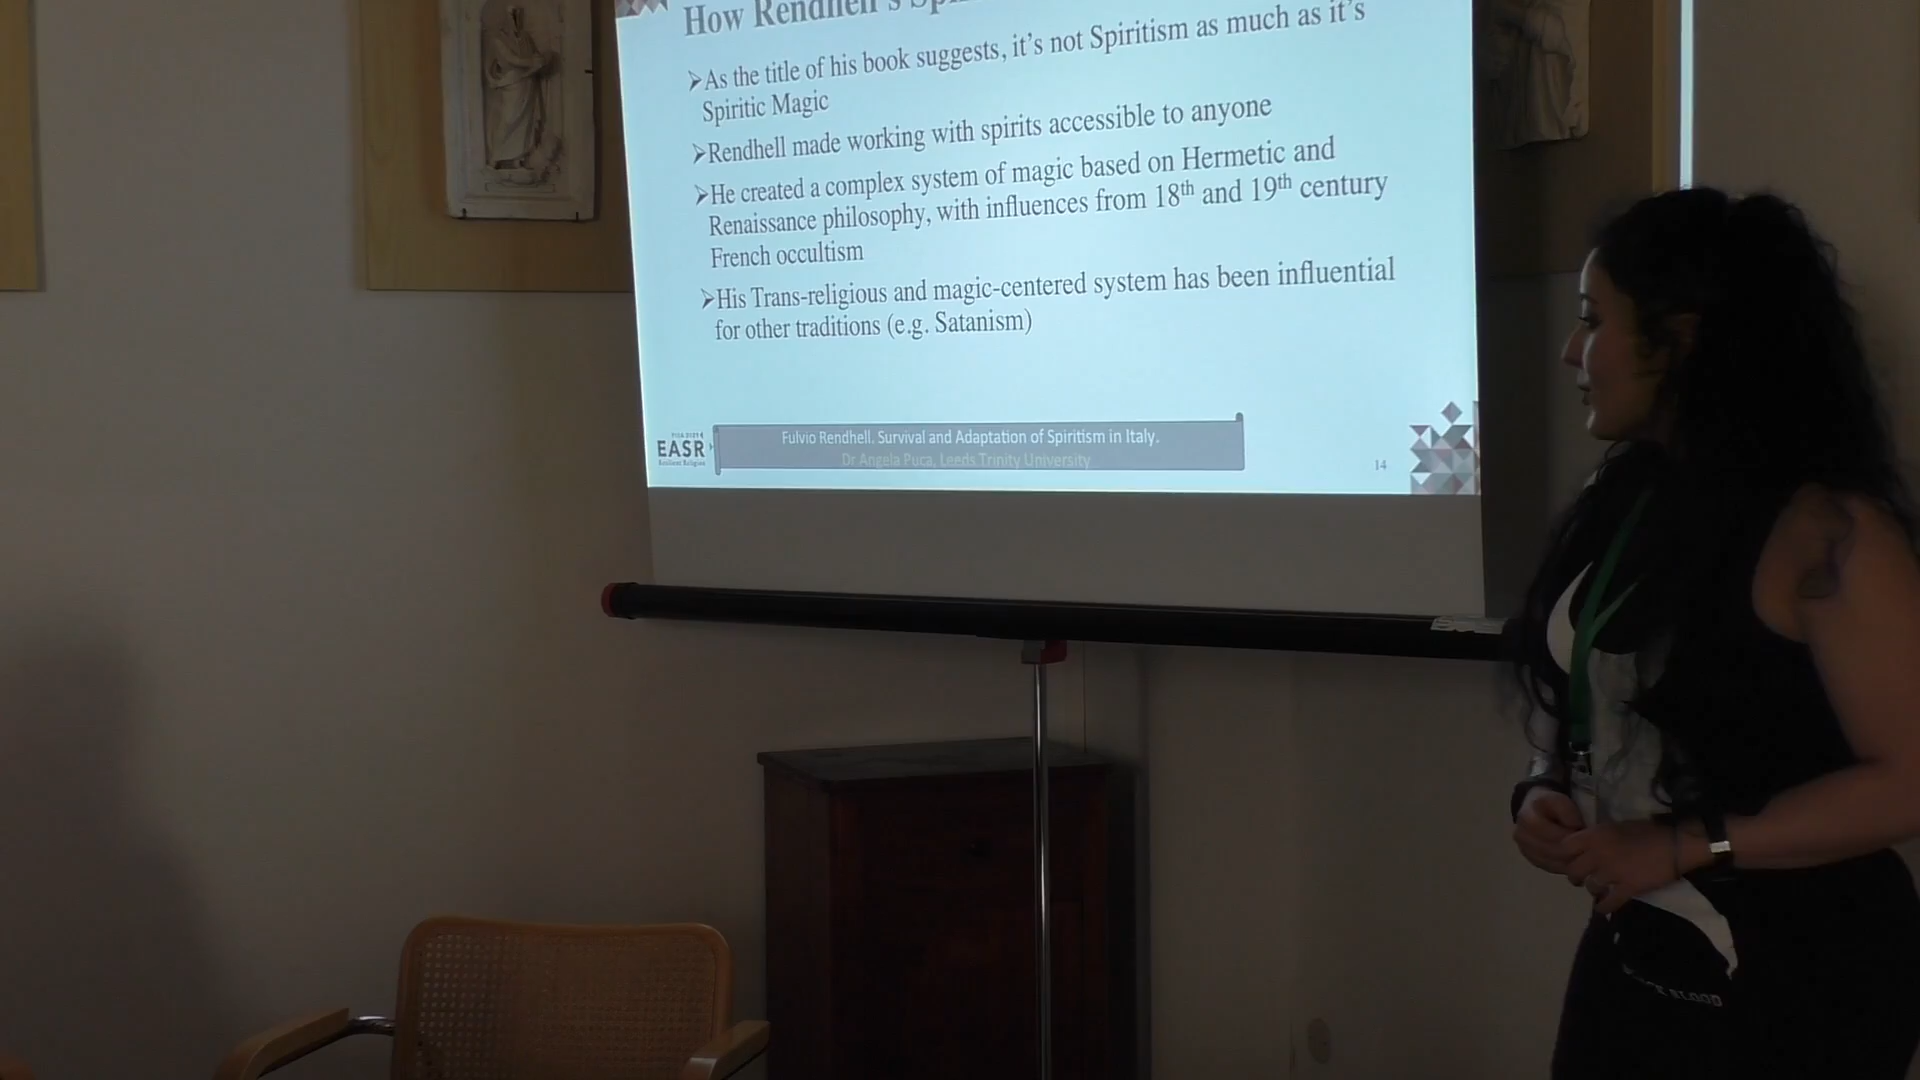 How Rendhell's
➢As the title of his book suggests, it's not Spiritism as much as it's
Spiritic Magic
➢Rendhell made working with spirits accessible to anyone
➢He created a complex system of magic based on Hermetic and
Renaissance philosophy, with influences from 18th and 19th century
French occultism
➢His Trans-religious and magic-centered system has been influential
for other traditions (e.g. Satanism)
EASR
Resilient Religion
Fulvio Rendhell. Survival and Adaptation of Spiritism in Italy.
Dr Angela Puca, Leeds Trinity University
14
BLOOD